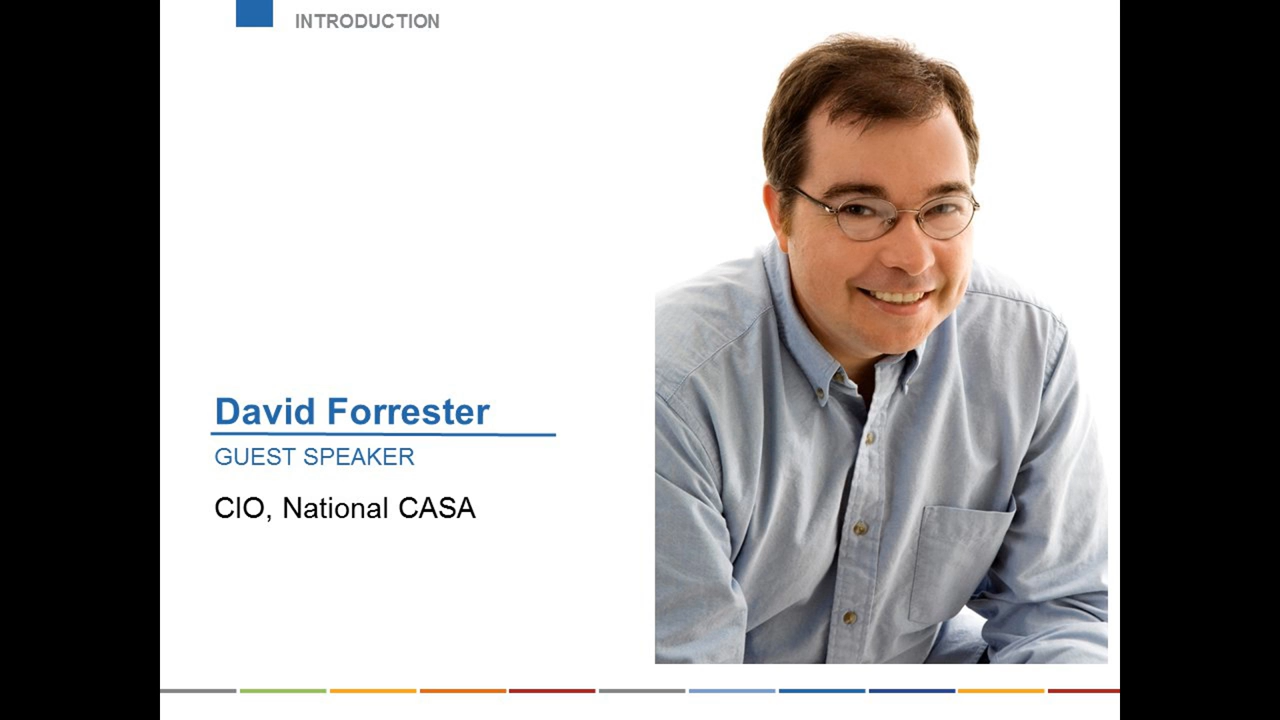 INTRODUCTION
David Forrester
GUEST SPEAKER
CIO, National CASA